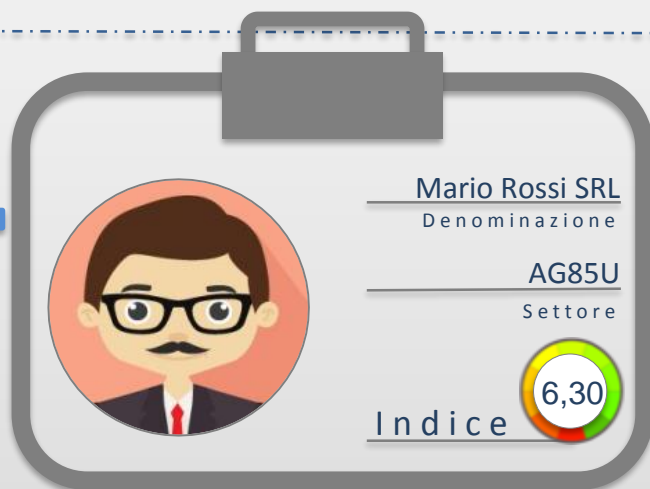 Mario Rossi SRL
Denominazione
AG85U
Settore
6,30
Indice